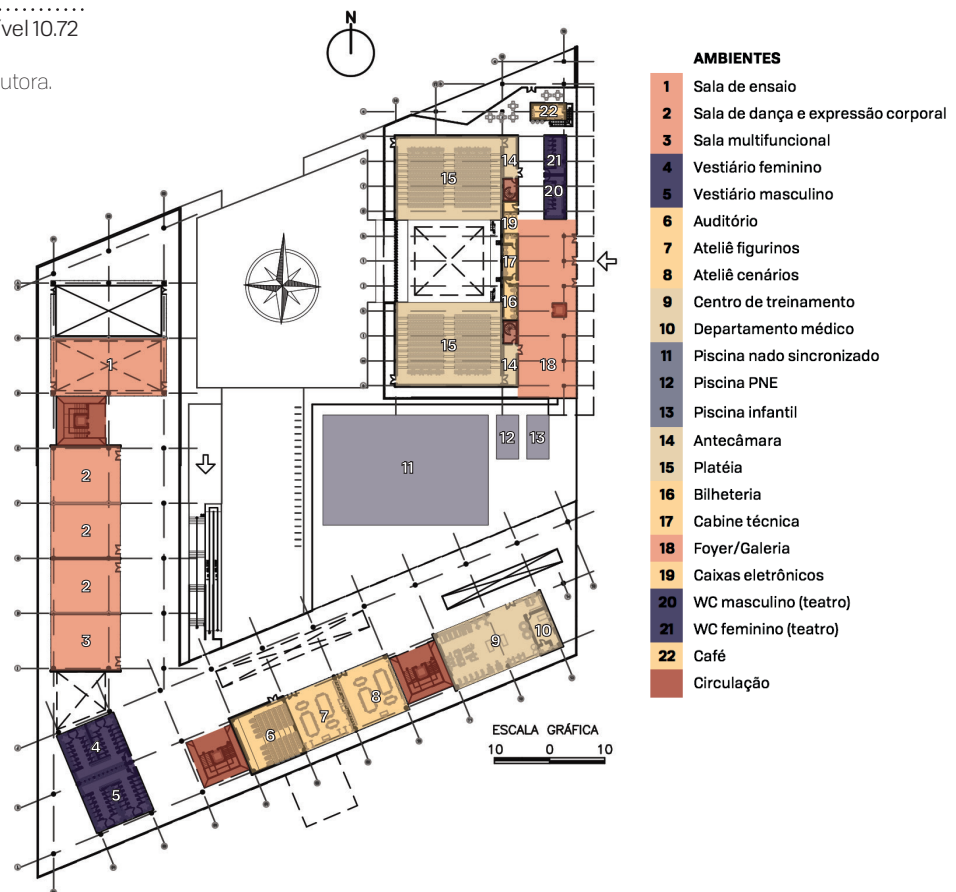 vel 10.72
utora.
N
AMBIENTES
1 Sala de ensaio
2 Sala de dança e expressão corporal
3 Sala multifuncional
4 Vestiário feminino
5 Vestiário masculino
6 Auditório
7 Ateliê figurinos
8 Ateliê cenários
9 Centro de treinamento
10 Departamento médico
11 Piscina nado sincronizado
12 Piscina PNE
13 Piscina infantil
14 Antecâmara
15 Platéia
16 Bilheteria
17 Cabine técnica
18 Foyer/Galeria
19 Caixas eletrônicos
20 WC masculino (teatro)
21 WC feminino (teatro)
22 Café
Circulação
22
14
21
15
20
19
17
16
15
14
18
1
2
2
2
3
11
12
13
9
10
8
7
6
4
5
ESCALA GRÁFICA
10 0 10